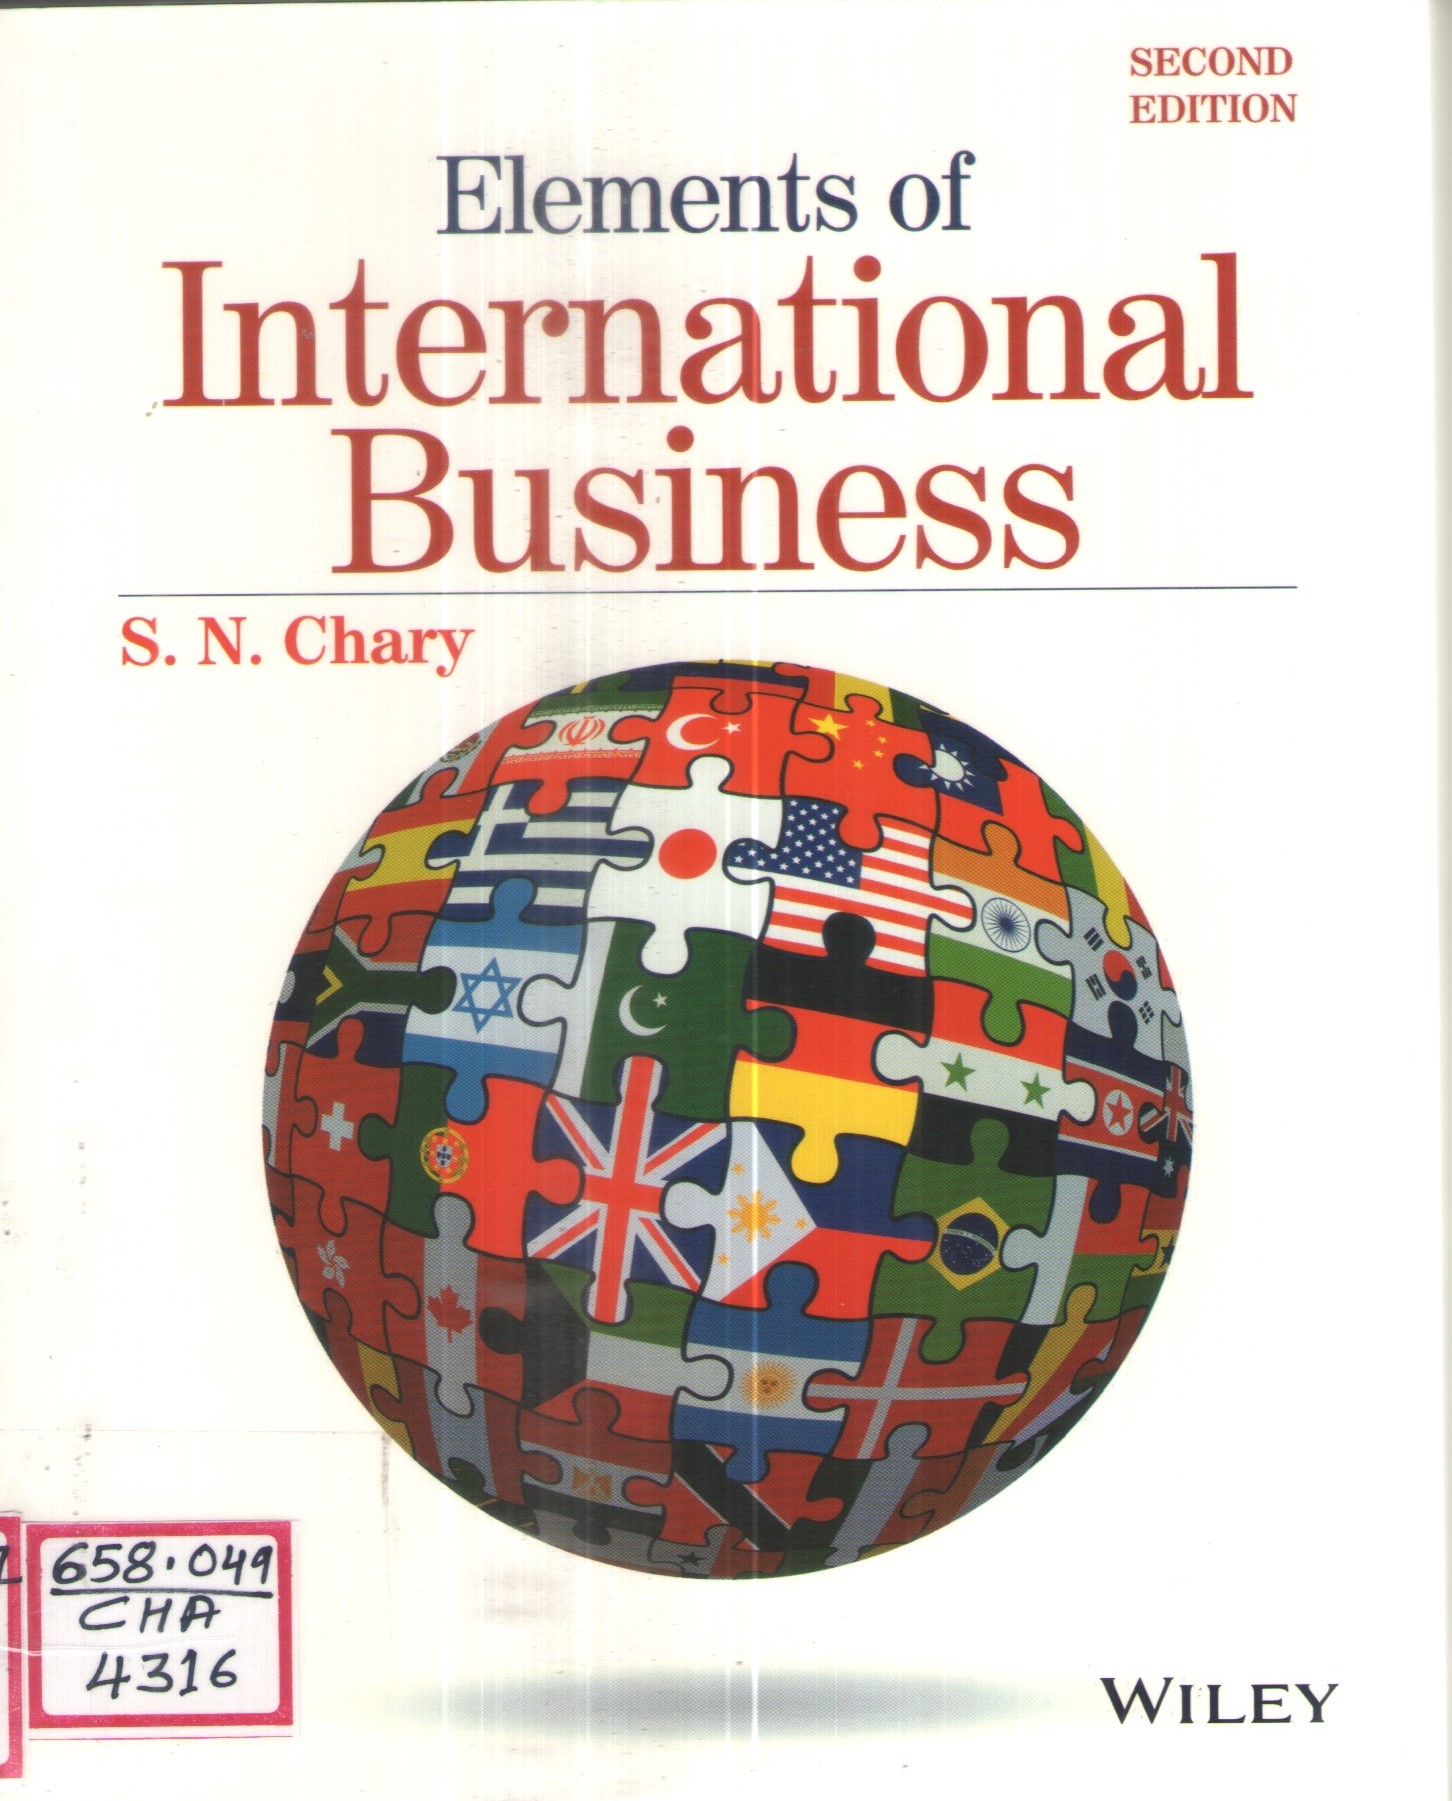 SECOND
EDITION
Elements of
International
Business
S. N. Chary
658.049
CHA
4316
WILEY